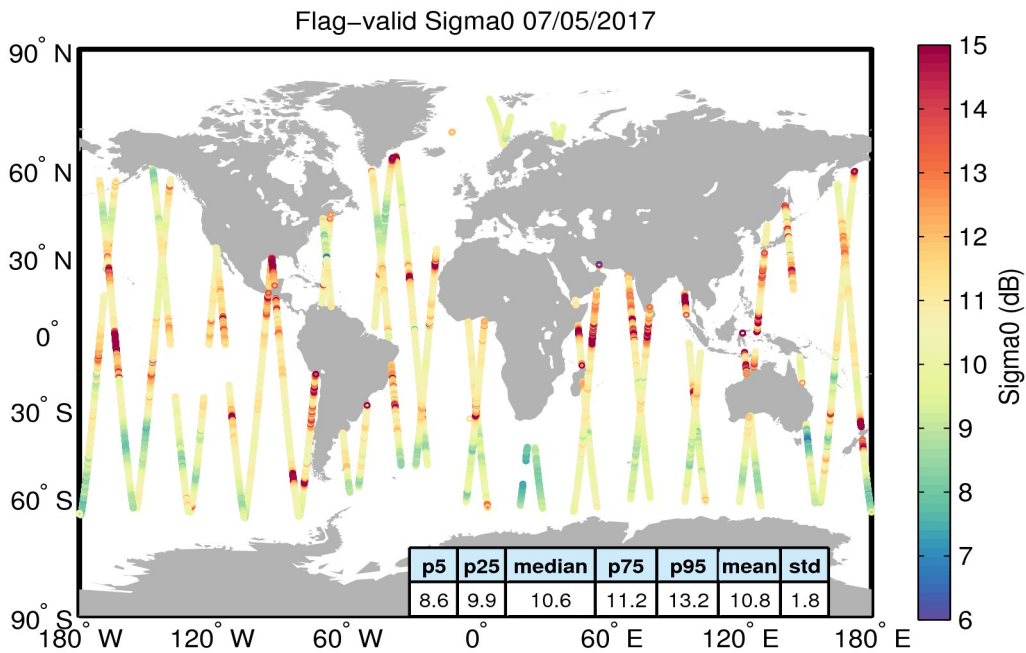 Flag-valid Sigma0 07/05/2017
90° N
60° N
30° N
0°
30° S
60° S
90° S
180° W
120° W
60° W
0°
60° E
120° E
180° E
15
14
13
12
11
10
9
8
7
6
Sigma0 (dB)
p5 p25 median p75 p95 mean std
8.6 9.9 10.6 11.2 13.2 10.8 1.8